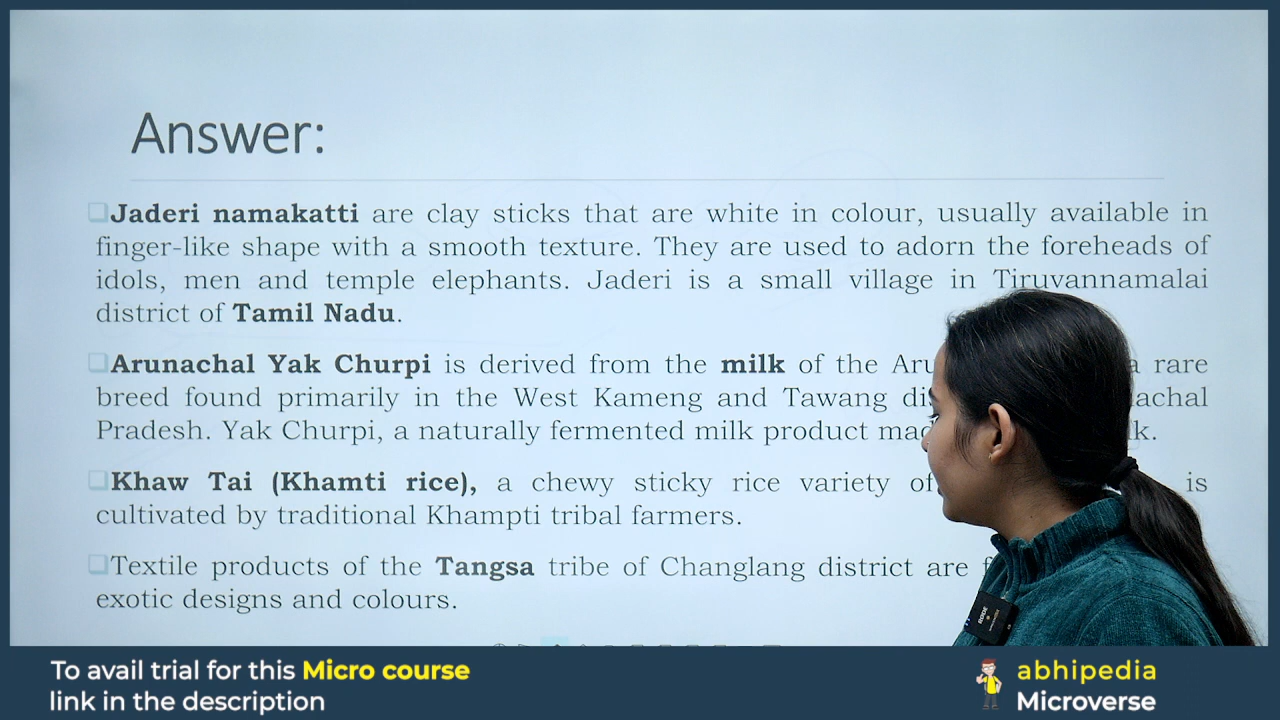 Answer:
Jaderi namakatti are clay sticks that are white in colour, usually available in
finger-like shape with a smooth texture. They are used to adorn the foreheads of
idols, men and temple elephants. Jaderi is a small village in Tiruvannamalai
district of Tamil Nadu.
Arunachal Yak Churpi is derived from the milk of the rare
breed found primarily in the West Kameng and Tawang
Pradesh. Yak Churpi, a naturally fermented milk product
Khaw Tai (Khamti rice), a chewy sticky rice variety of is
cultivated by traditional Khampti tribal farmers.
Textile products of the Tangsa tribe of Changlang district are
exotic designs and colours.
To avail trial for this Micro course
link in the description
abhipedia
Microverse